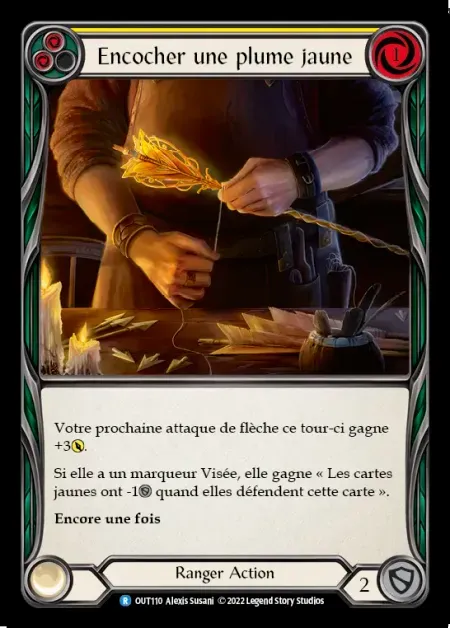 Encocher une plume jaune
1
Votre prochaine attaque de flèche ce tour-ci gagne
+3.
Si elle a un marqueur Visée, elle gagne « Les cartes
jaunes ont -1 quand elles défendent cette carte ».
Encore une fois
Ranger Action
2
R OUT110 Alexis Susani © 2022 Legend Story Studios